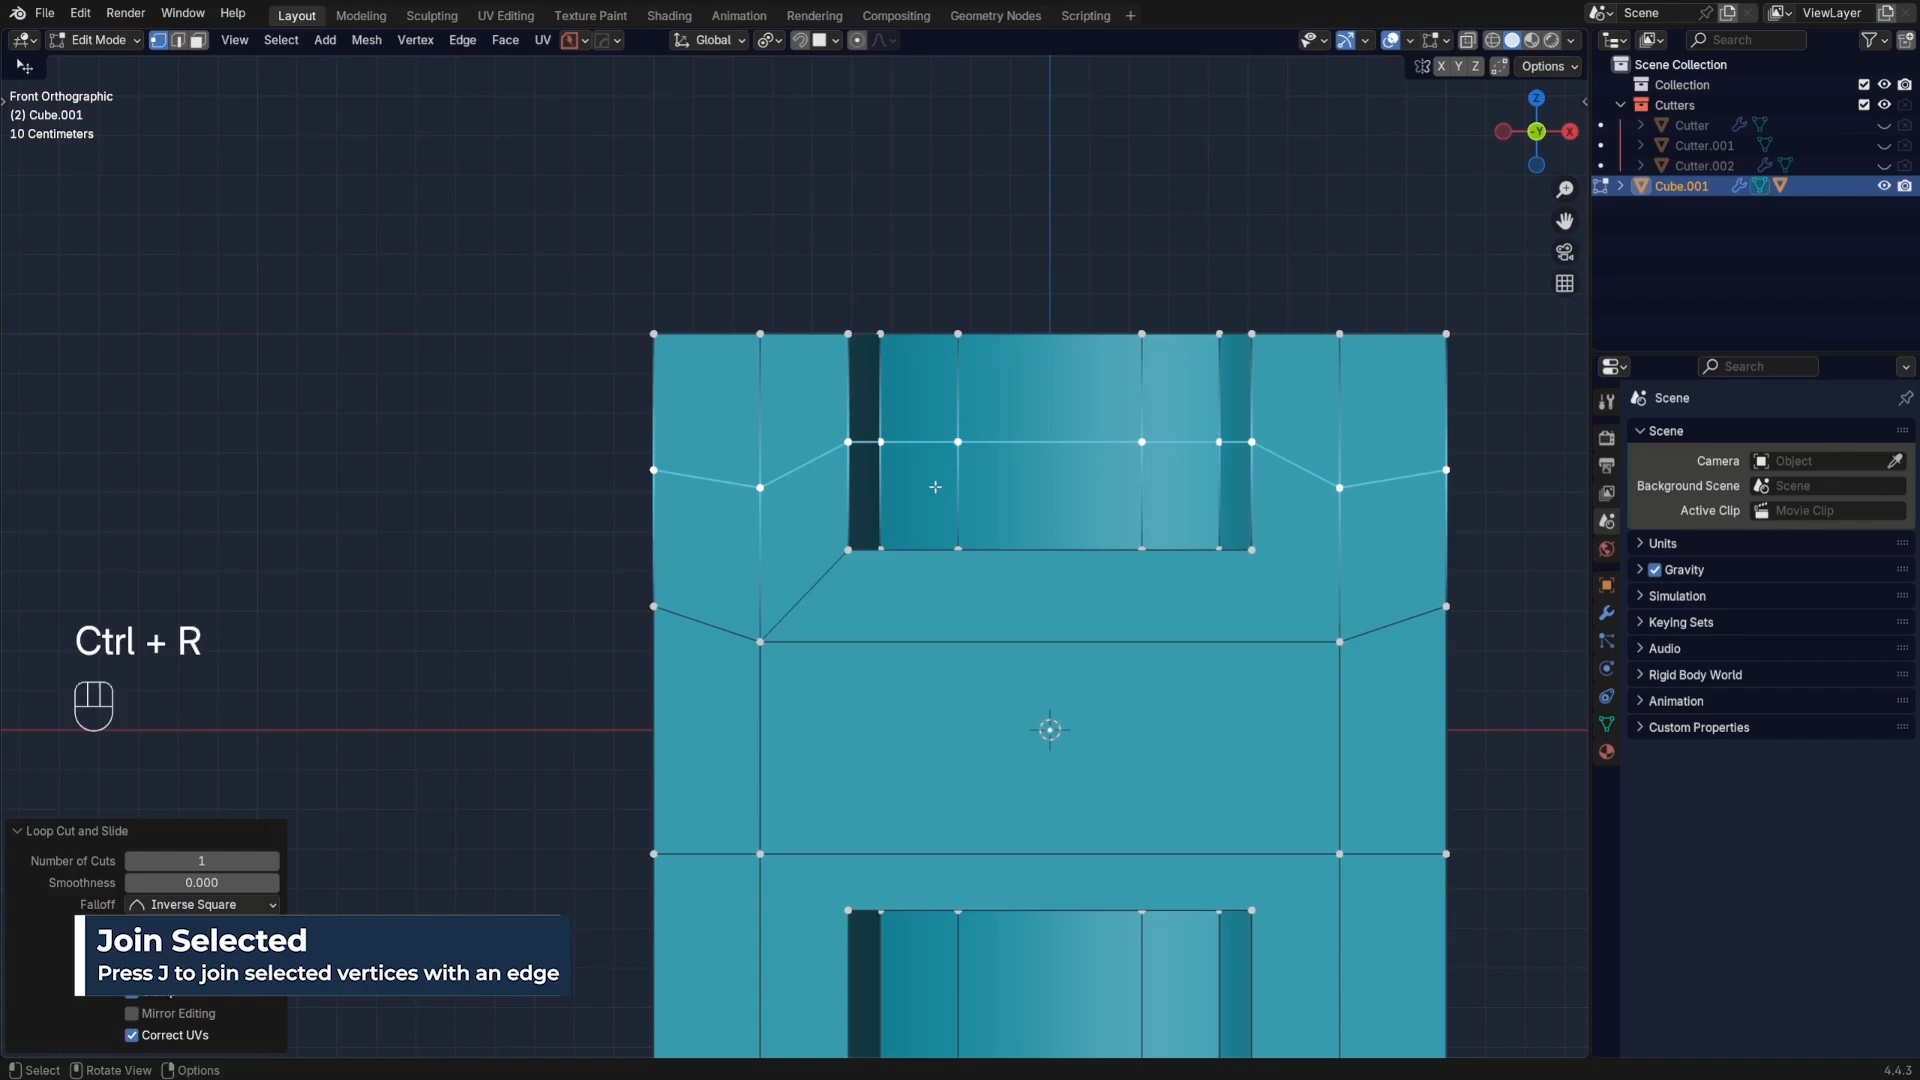 File Edit Render Window Help Layout Modeling Sculpting UV Editing Texture Paint Shading Animation Rendering Compositing Geometry Nodes Scripting + Scene ViewLayer
Edit Mode View Select Add Mesh Vertex Edge Face UV Global Search
X Y Z Options
Front Orthographic
(2) Cube.001
10 Centimeters
Z
-Y
X
Scene Collection
Collection
Cutters
Cutter
Cutter.001
Cutter.002
Cube.001
Search
Scene
Scene
Camera Object
Background Scene Scene
Active Clip Movie Clip
Units
Gravity
Simulation
Keying Sets
Audio
Rigid Body World
Animation
Custom Properties
Ctrl + R
Loop Cut and Slide
Number of Cuts 1
Smoothness 0.000
Falloff Inverse Square
Join Selected
Press J to join selected vertices with an edge
Mirror Editing
Correct UVs
Select Rotate View Options 4.4.3